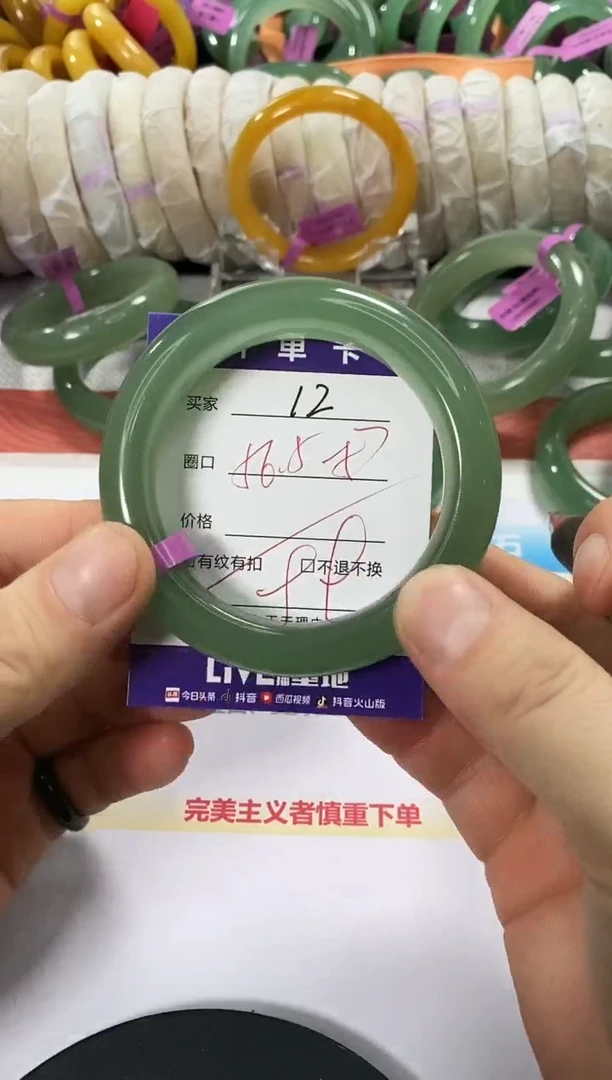 单卡
买家 12
圈口 56.5
价格
有纹有扣 不退不换
LIVE
今日头条 抖音 西瓜视频 抖音火山版
完美主义者慎重下单